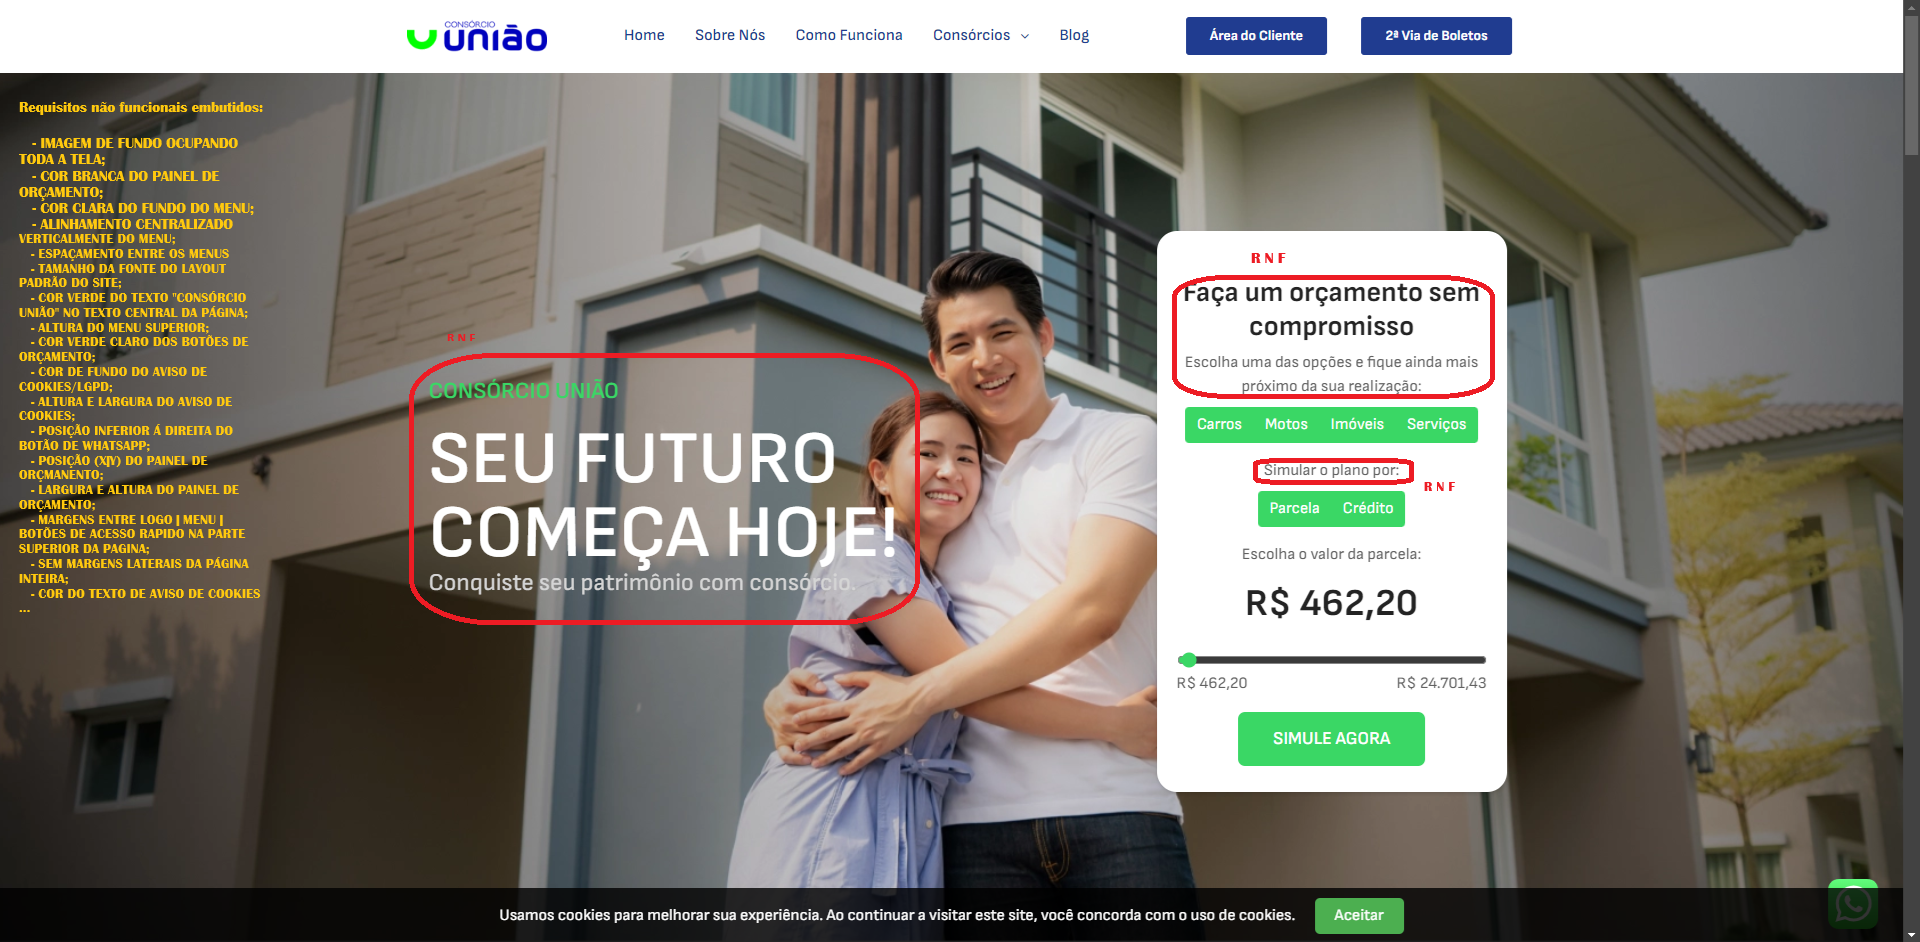 CONSÓRCIO
união
Home
Sobre Nós
Como Funciona
Consórcios
Blog
Área do Cliente
2ª Via de Boletos
Requisitos não funcionais embutidos:
- IMAGEM DE FUNDO OCUPANDO
TODA A TELA;
- COR BRANCA DO PAINEL DE
ORÇAMENTO;
- COR CLARA DO FUNDO DO MENU;
- ALINHAMENTO CENTRALIZADO
VERTICALMENTE DO MENU;
- ESPAÇAMENTO ENTRE OS MENUS
- TAMANHO DA FONTE DO LAYOUT
PADRÃO DO SITE;
- COR VERDE DO TEXTO "CONSÓRCIO
UNIÃO" NO TEXTO CENTRAL DA PÁGINA;
- ALTURA DO MENU SUPERIOR;
- COR VERDE CLARO DOS BOTÕES DE
ORÇAMENTO;
- COR DE FUNDO DO AVISO DE
COOKIES/LGPD;
- ALTURA E LARGURA DO AVISO DE
COOKIES;
- POSIÇÃO INFERIOR Á DIREITA DO
BOTÃO DE WHATSAPP;
- POSIÇÃO (X|Y) DO PAINEL DE
ORÇMANENTO;
- LARGURA E ALTURA DO PAINEL DE
ORÇAMENTO;
- MARGENS ENTRE LOGO | MENU |
BOTÕES DE ACESSO RAPIDO NA PARTE
SUPERIOR DA PAGINA;
- SEM MARGENS LATERAIS DA PÁGINA
INTEIRA;
- COR DO TEXTO DE AVISO DE COOKIES
...
RNF
CONSÓRCIO UNIÃO
SEU FUTURO
COMEÇA HOJE!
Conquiste seu patrimônio com consórcio.
RNF
Faça um orçamento sem
compromisso
Escolha uma das opções e fique ainda mais
próximo da sua realização:
Carros
Motos
Imóveis
Serviços
Simular o plano por:
RNF
Parcela
Crédito
Escolha o valor da parcela:
R$ 462,20
R$ 462,20
R$ 24.701,43
SIMULE AGORA
Usamos cookies para melhorar sua experiência. Ao continuar a visitar este site, você concorda com o uso de cookies.
Aceitar